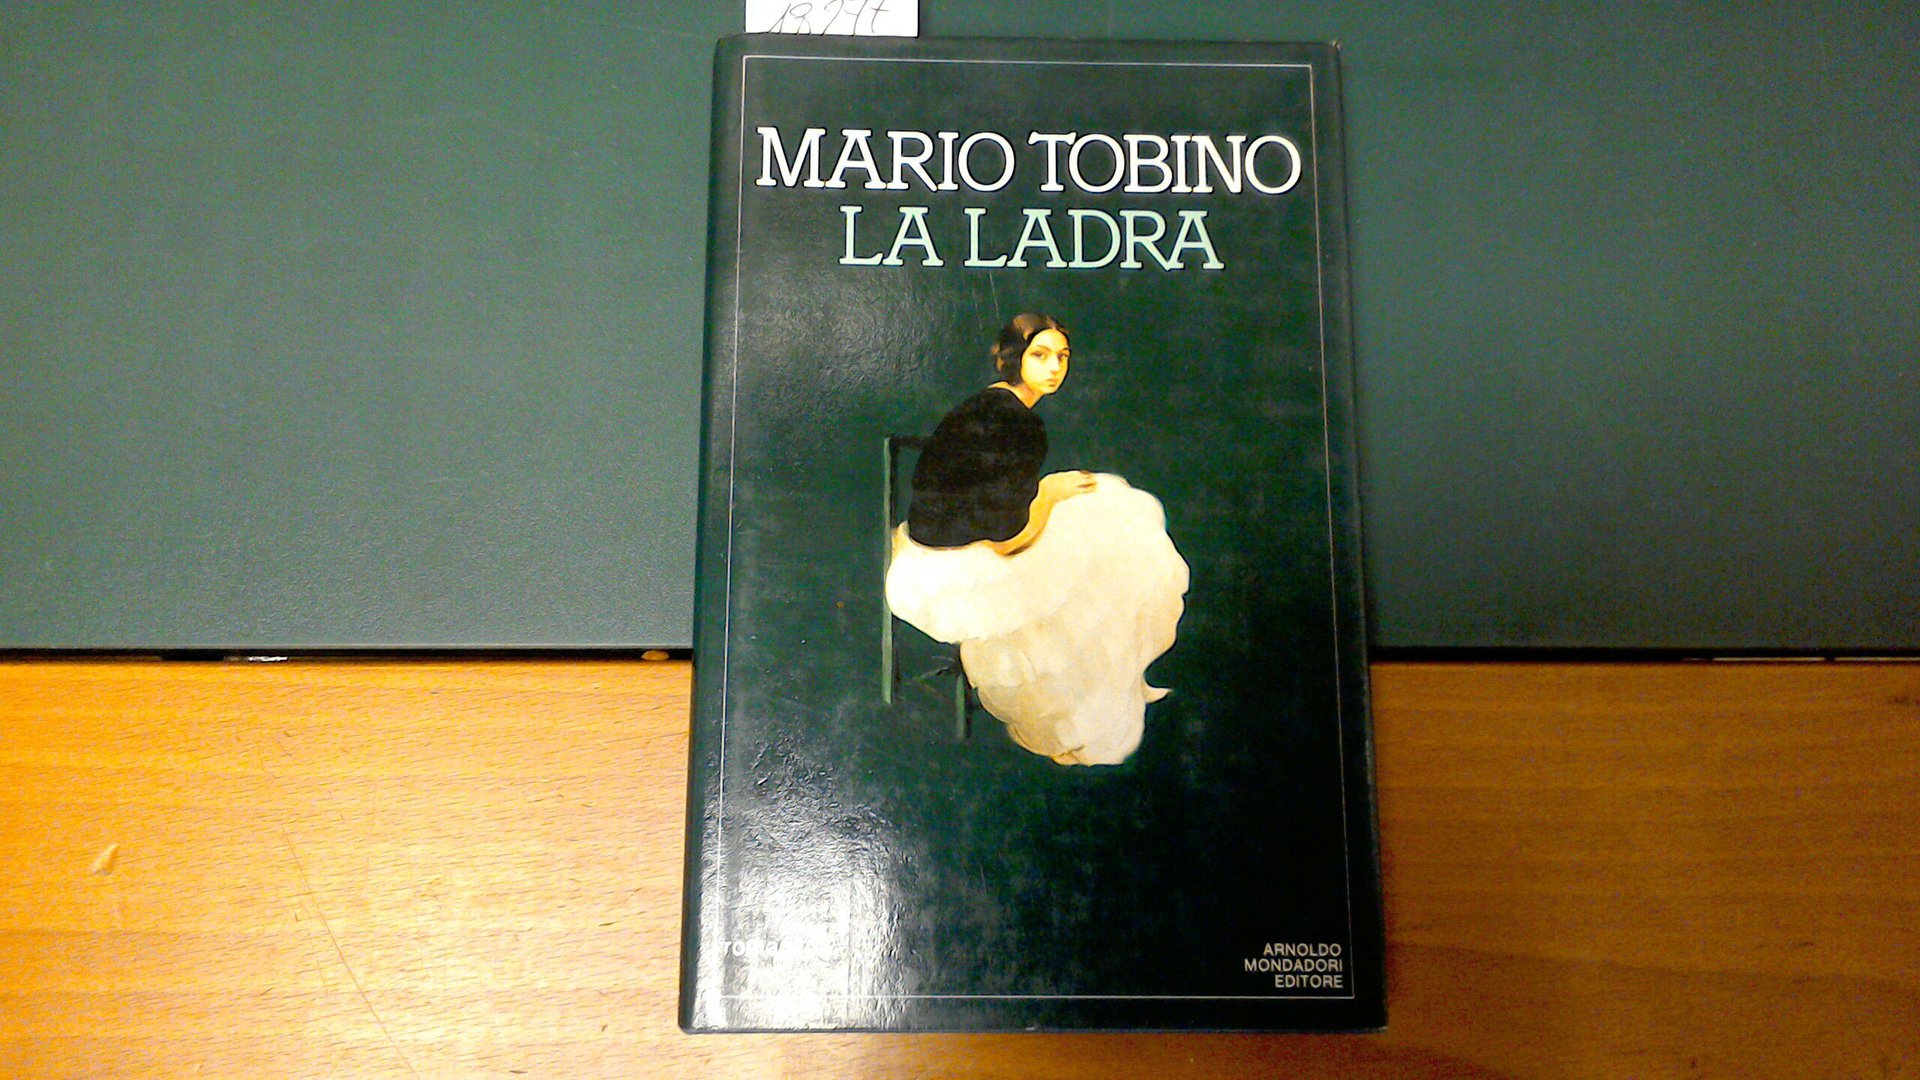 MARIO TOBINO
LA LADRA
ARNOLDO
MONDADORI
EDITORE